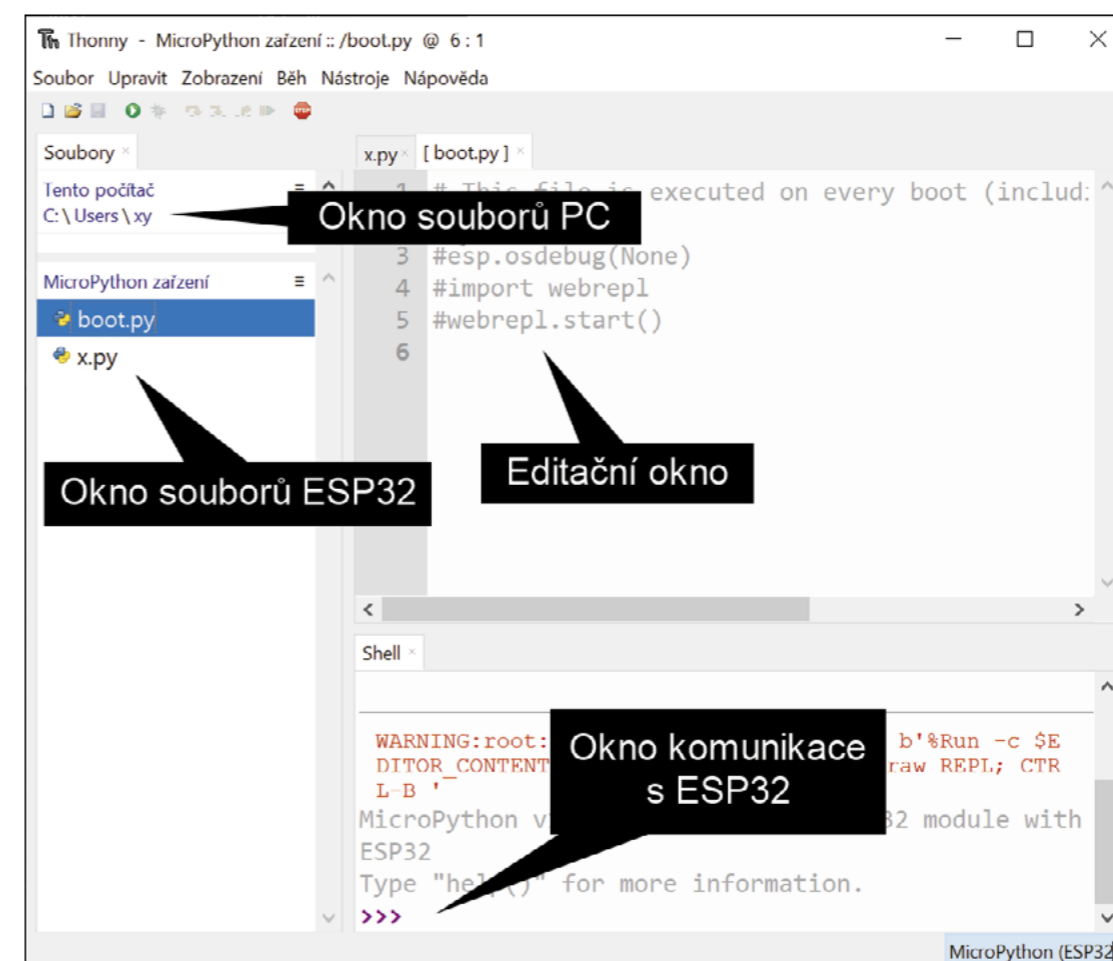 Thonny - MicroPython zařzení :: /boot.py @ 6 : 1
Soubor Upravit Zobrazení Běh Nástroje Nápověda
Soubory
x.py [ boot.py ]
Tento počítač
C:\Users\xy
1 # This file is executed on every boot (includi
Okno souborů PC
3 #esp.osdebug(None)
MicroPython zařzení
4 #import webrepl
boot.py
5 #webrepl.start()
x.py
6
Editační okno
Okno souborů ESP32
Shell
WARNING:root: b'%Run -c $E
DITOR_CONTENT raw REPL; CTR
L-B '
Okno komunikace
s ESP32
MicroPython v 32 module with
ESP32
Type "help()" for more information.
>>>
MicroPython (ESP32